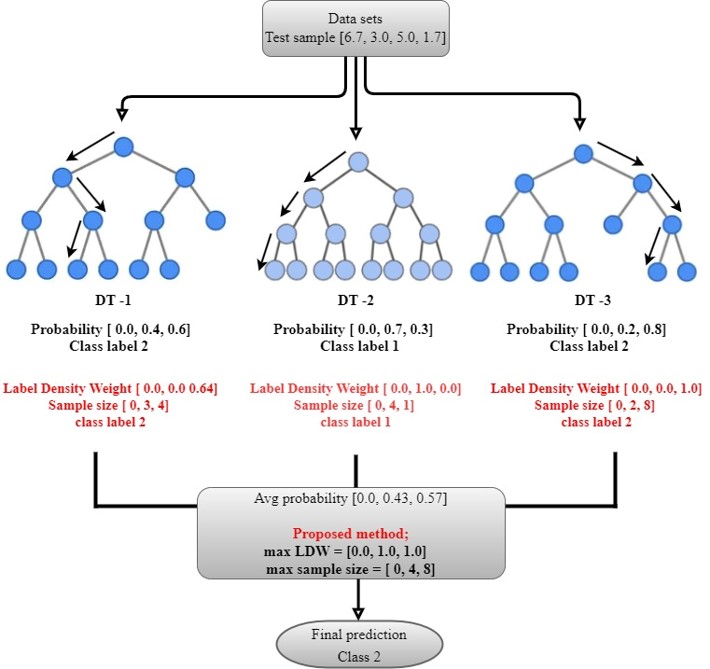 Data sets
Test sample [6.7, 3.0, 5.0, 1.7]
DT -1
Probability [ 0.0, 0.4, 0.6]
Class label 2
Label Density Weight [ 0.0, 0.0 0.64]
Sample size [ 0, 3, 4]
class label 2
DT -2
Probability [ 0.0, 0.7, 0.3]
Class label 1
Label Density Weight [ 0.0, 1.0, 0.0]
Sample size [ 0, 4, 1]
class label 1
DT -3
Probability [ 0.0, 0.2, 0.8]
Class label 2
Label Density Weight [ 0.0, 0.0, 1.0]
Sample size [ 0, 2, 8]
class label 2
Avg probability [0.0, 0.43, 0.57]
Proposed method;
max LDW = [0.0, 1.0, 1.0]
max sample size = [ 0, 4, 8]
Final prediction
Class 2